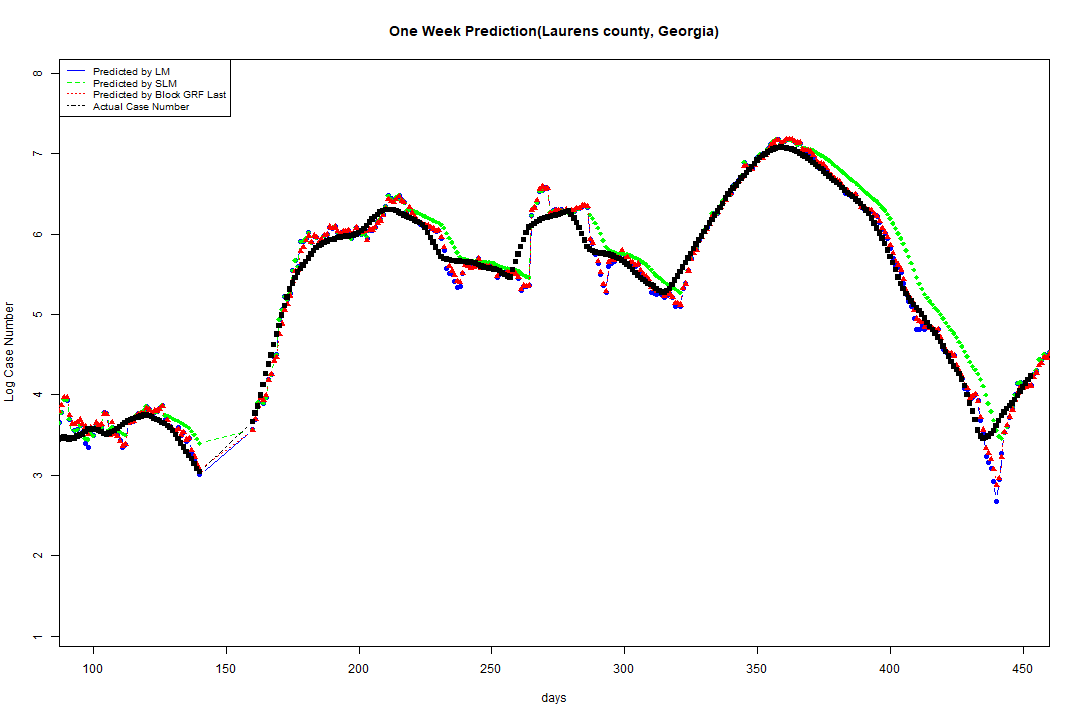 One Week Prediction(Laurens county, Georgia)
Predicted by LM
Predicted by SLM
Predicted by Block GRF Last
Actual Case Number
8
7
6
5
4
3
2
1
Log Case Number
100 150 200 250 300 350 400 450
days